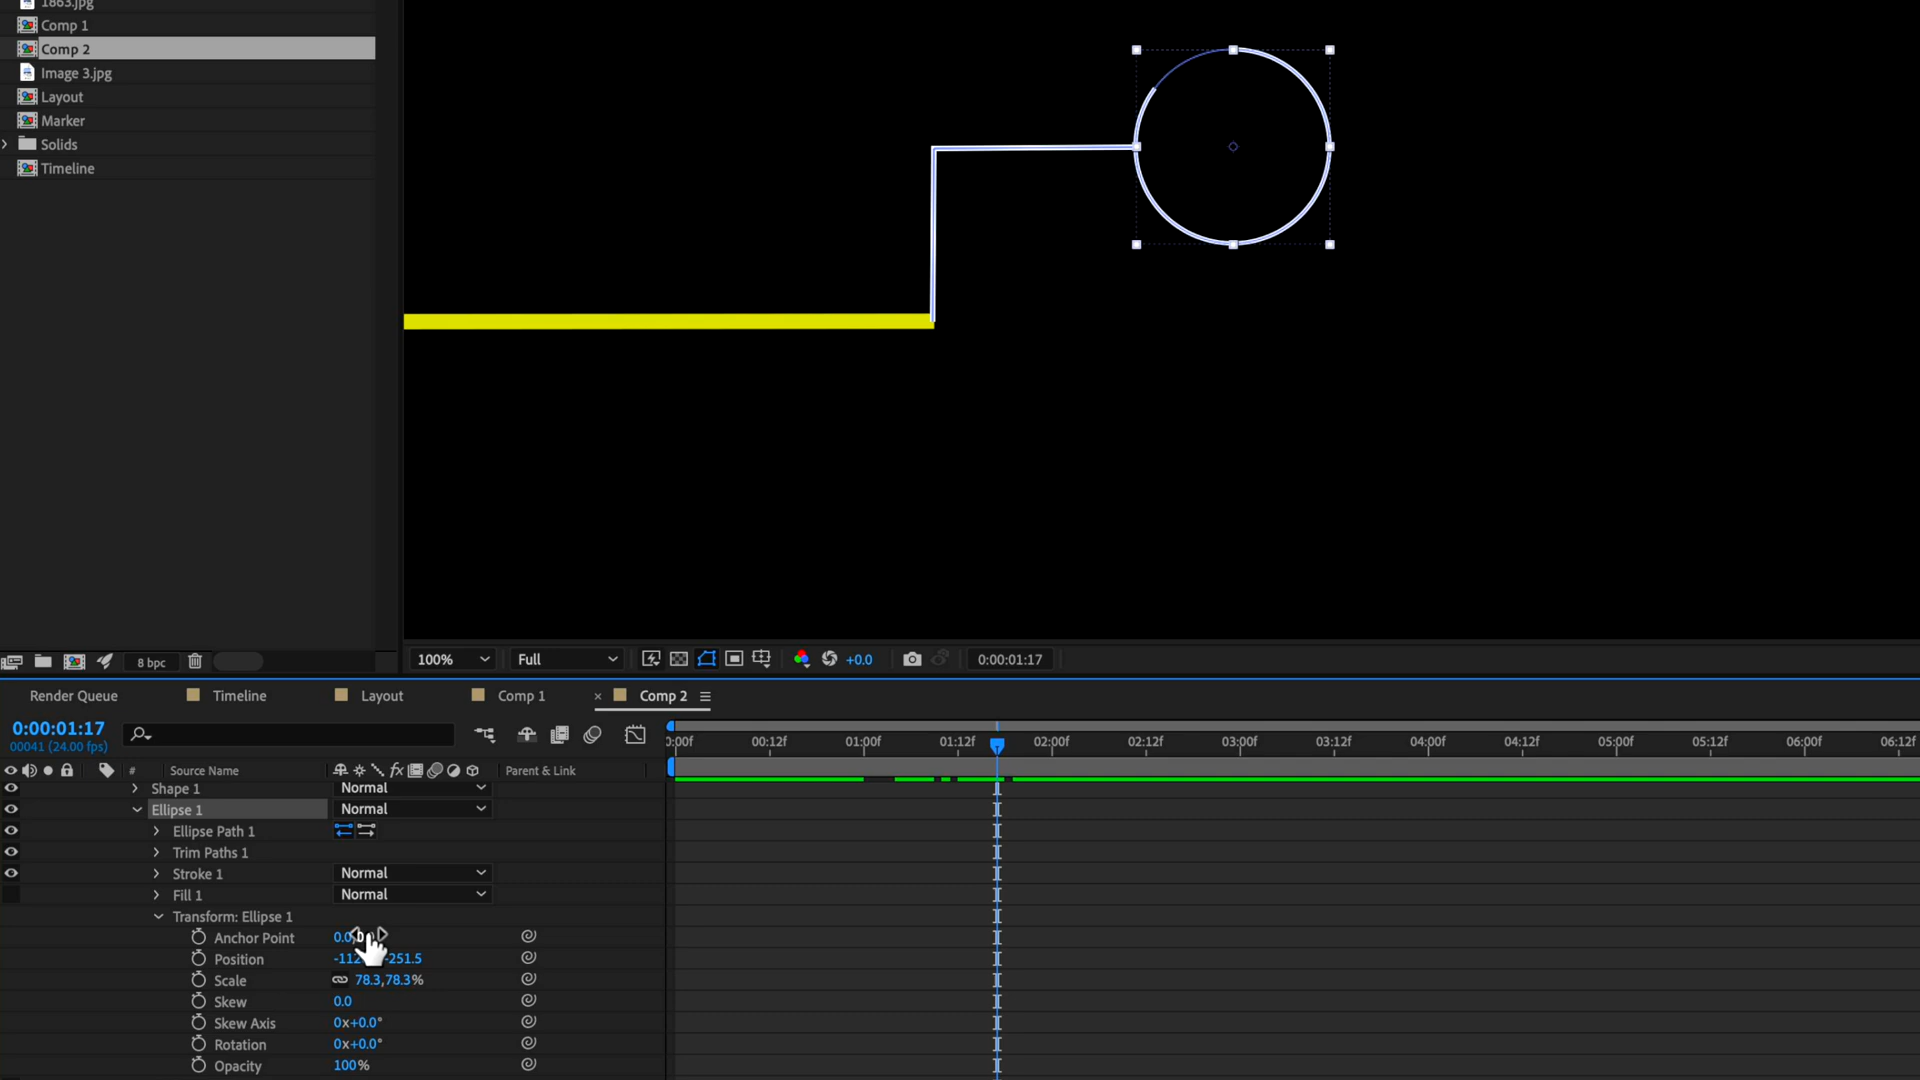 1863.jpg
Comp 1
Comp 2
Image 3.jpg
Layout
Marker
Solids
Timeline
8 bpc
100%
Full
+0.0
0:00:01:17
Render Queue
Timeline
Layout
Comp 1
× Comp 2
0:00:01:17
00041 (24.00 fps)
0:00f 00:12f 01:00f 01:12f 02:00f 02:12f 03:00f 03:12f 04:00f 04:12f 05:00f 05:12f 06:00f 06:12f
# Source Name fx Parent & Link
Shape 1 Normal
Ellipse 1 Normal
Ellipse Path 1
Trim Paths 1
Stroke 1 Normal
Fill 1 Normal
Transform: Ellipse 1
Anchor Point 0.0,
Position -251.5
Scale 78.3,78.3%
Skew 0.0
Skew Axis 0x+0.0°
Rotation 0x+0.0°
Opacity 100%